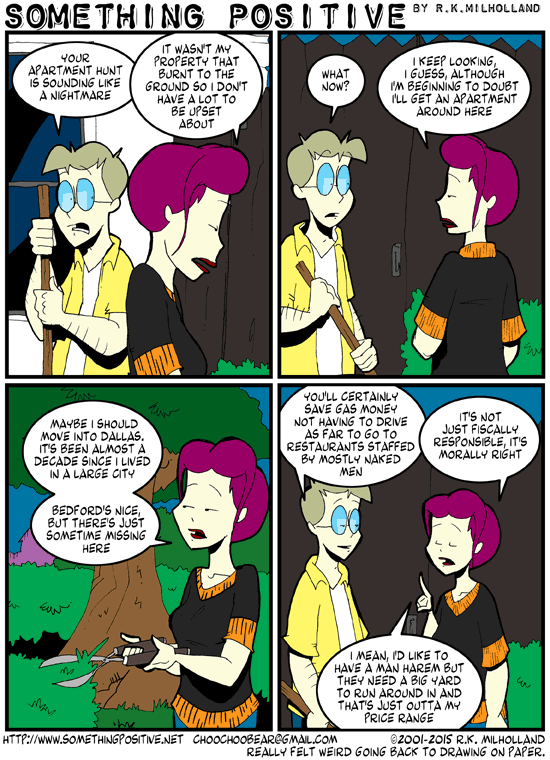 SOMETHING POSITIVE BY R.K.MILHOLLAND
YOUR
APARTMENT HUNT
IS SOUNDING LIKE
A NIGHTMARE
IT WASN'T MY
PROPERTY THAT
BURNT TO THE
GROUND SO I DON'T
HAVE A LOT TO
BE UPSET
ABOUT
WHAT
NOW?
I KEEP LOOKING,
I GUESS, ALTHOUGH
I'M BEGINNING TO DOUBT
I'LL GET AN APARTMENT
AROUND HERE
MAYBE I SHOULD
MOVE INTO DALLAS.
IT'S BEEN ALMOST A
DECADE SINCE I LIVED
IN A LARGE CITY
BEDFORD'S NICE,
BUT THERE'S JUST
SOMETIME MISSING
HERE
YOU'LL CERTAINLY
SAVE GAS MONEY
NOT HAVING TO DRIVE
AS FAR TO GO TO
RESTAURANTS STAFFED
BY MOSTLY NAKED
MEN
IT'S NOT
JUST FISCALLY
RESPONSIBLE, IT'S
MORALLY RIGHT
I MEAN, I'D LIKE TO
HAVE A MAN HAREM BUT
THEY NEED A BIG YARD
TO RUN AROUND IN AND
THAT'S JUST OUTTA MY
PRICE RANGE
HTTP://WWW.SOMETHINGPOSITIVE.NET CHOOCHOOBEAR@GMAIL.COM ©2001-2015 R.K. MILHOLLAND
REALLY FELT WEIRD GOING BACK TO DRAWING ON PAPER.